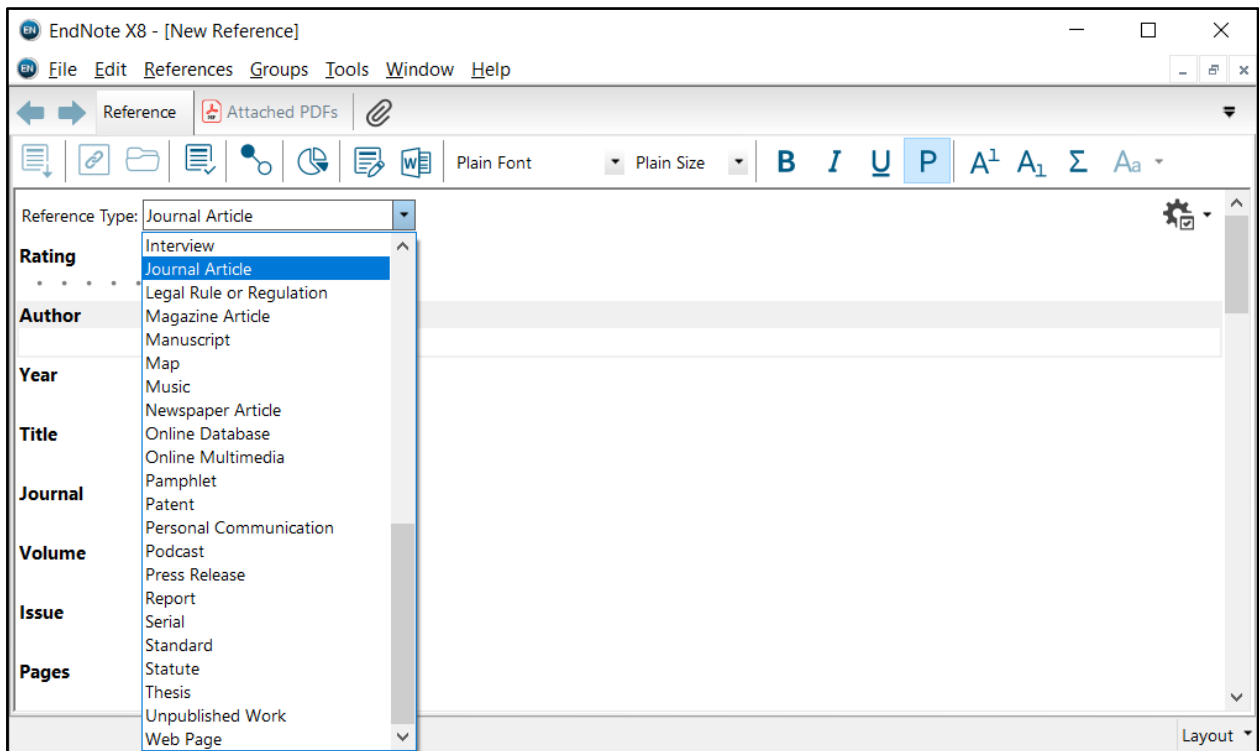 EndNote X8 - [New Reference]
File Edit References Groups Tools Window Help
Reference Attached PDFs
Plain Font Plain Size B I U P A1 A1 Σ Aa
Reference Type: Journal Article
Rating
Author
Year
Title
Journal
Volume
Issue
Pages
Interview
Journal Article
Legal Rule or Regulation
Magazine Article
Manuscript
Map
Music
Newspaper Article
Online Database
Online Multimedia
Pamphlet
Patent
Personal Communication
Podcast
Press Release
Report
Serial
Standard
Statute
Thesis
Unpublished Work
Web Page
Layout